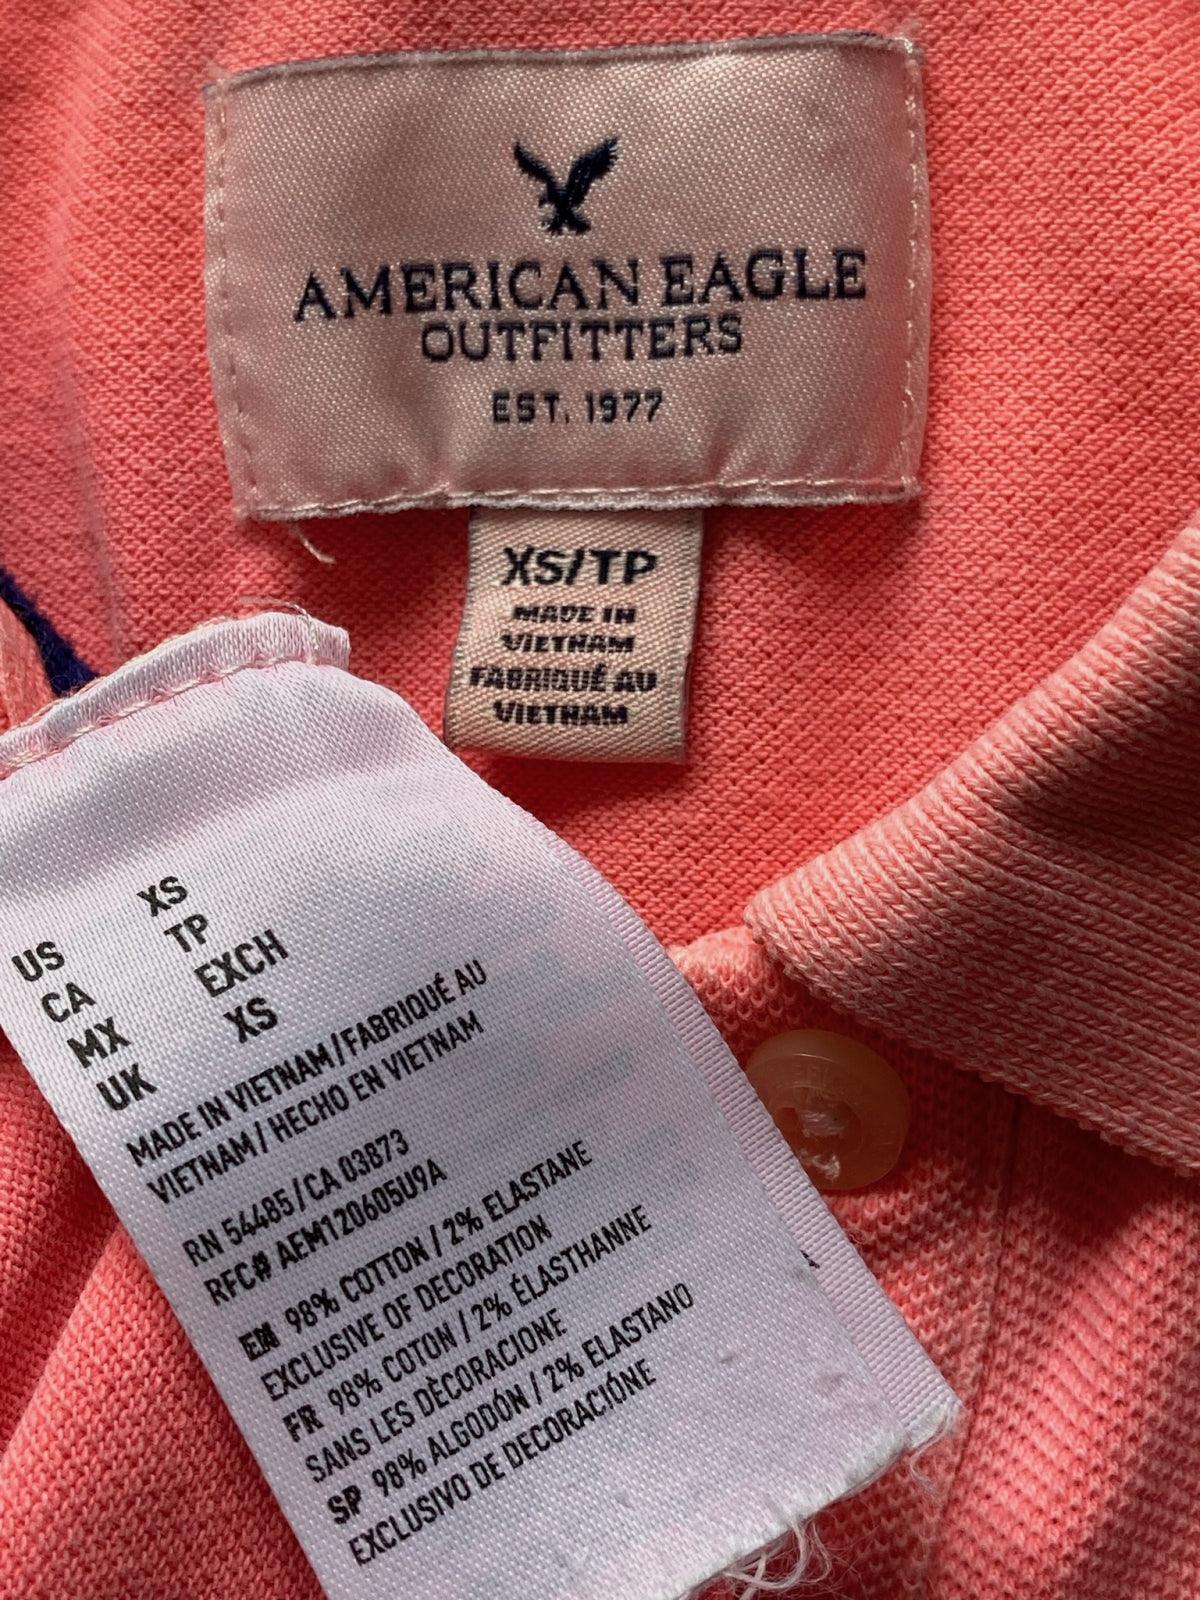 AMERICAN EAGLE
OUTFITTERS
EST. 1977
XS/TP
MADE IN
VIETNAM
FABRIQUÉ AU
VIETNAM
US XS
CA TP
MX EXCH
UK XS
MADE IN VIETNAM/FABRIQUÉ AU
VIETNAM/HECHO EN VIETNAM
RN 54485/CA 03873
RFC# AEM120605U9A
EN 98% COTTON / 2% ELASTANE
EXCLUSIVE OF DECORATION
FR 98% COTON / 2% ÉLASTHANNE
SANS LES DÈCORACIONE
SP 98% ALGODÓN / 2% ELASTANO
EXCLUSIVO DE DECORACIÓNE